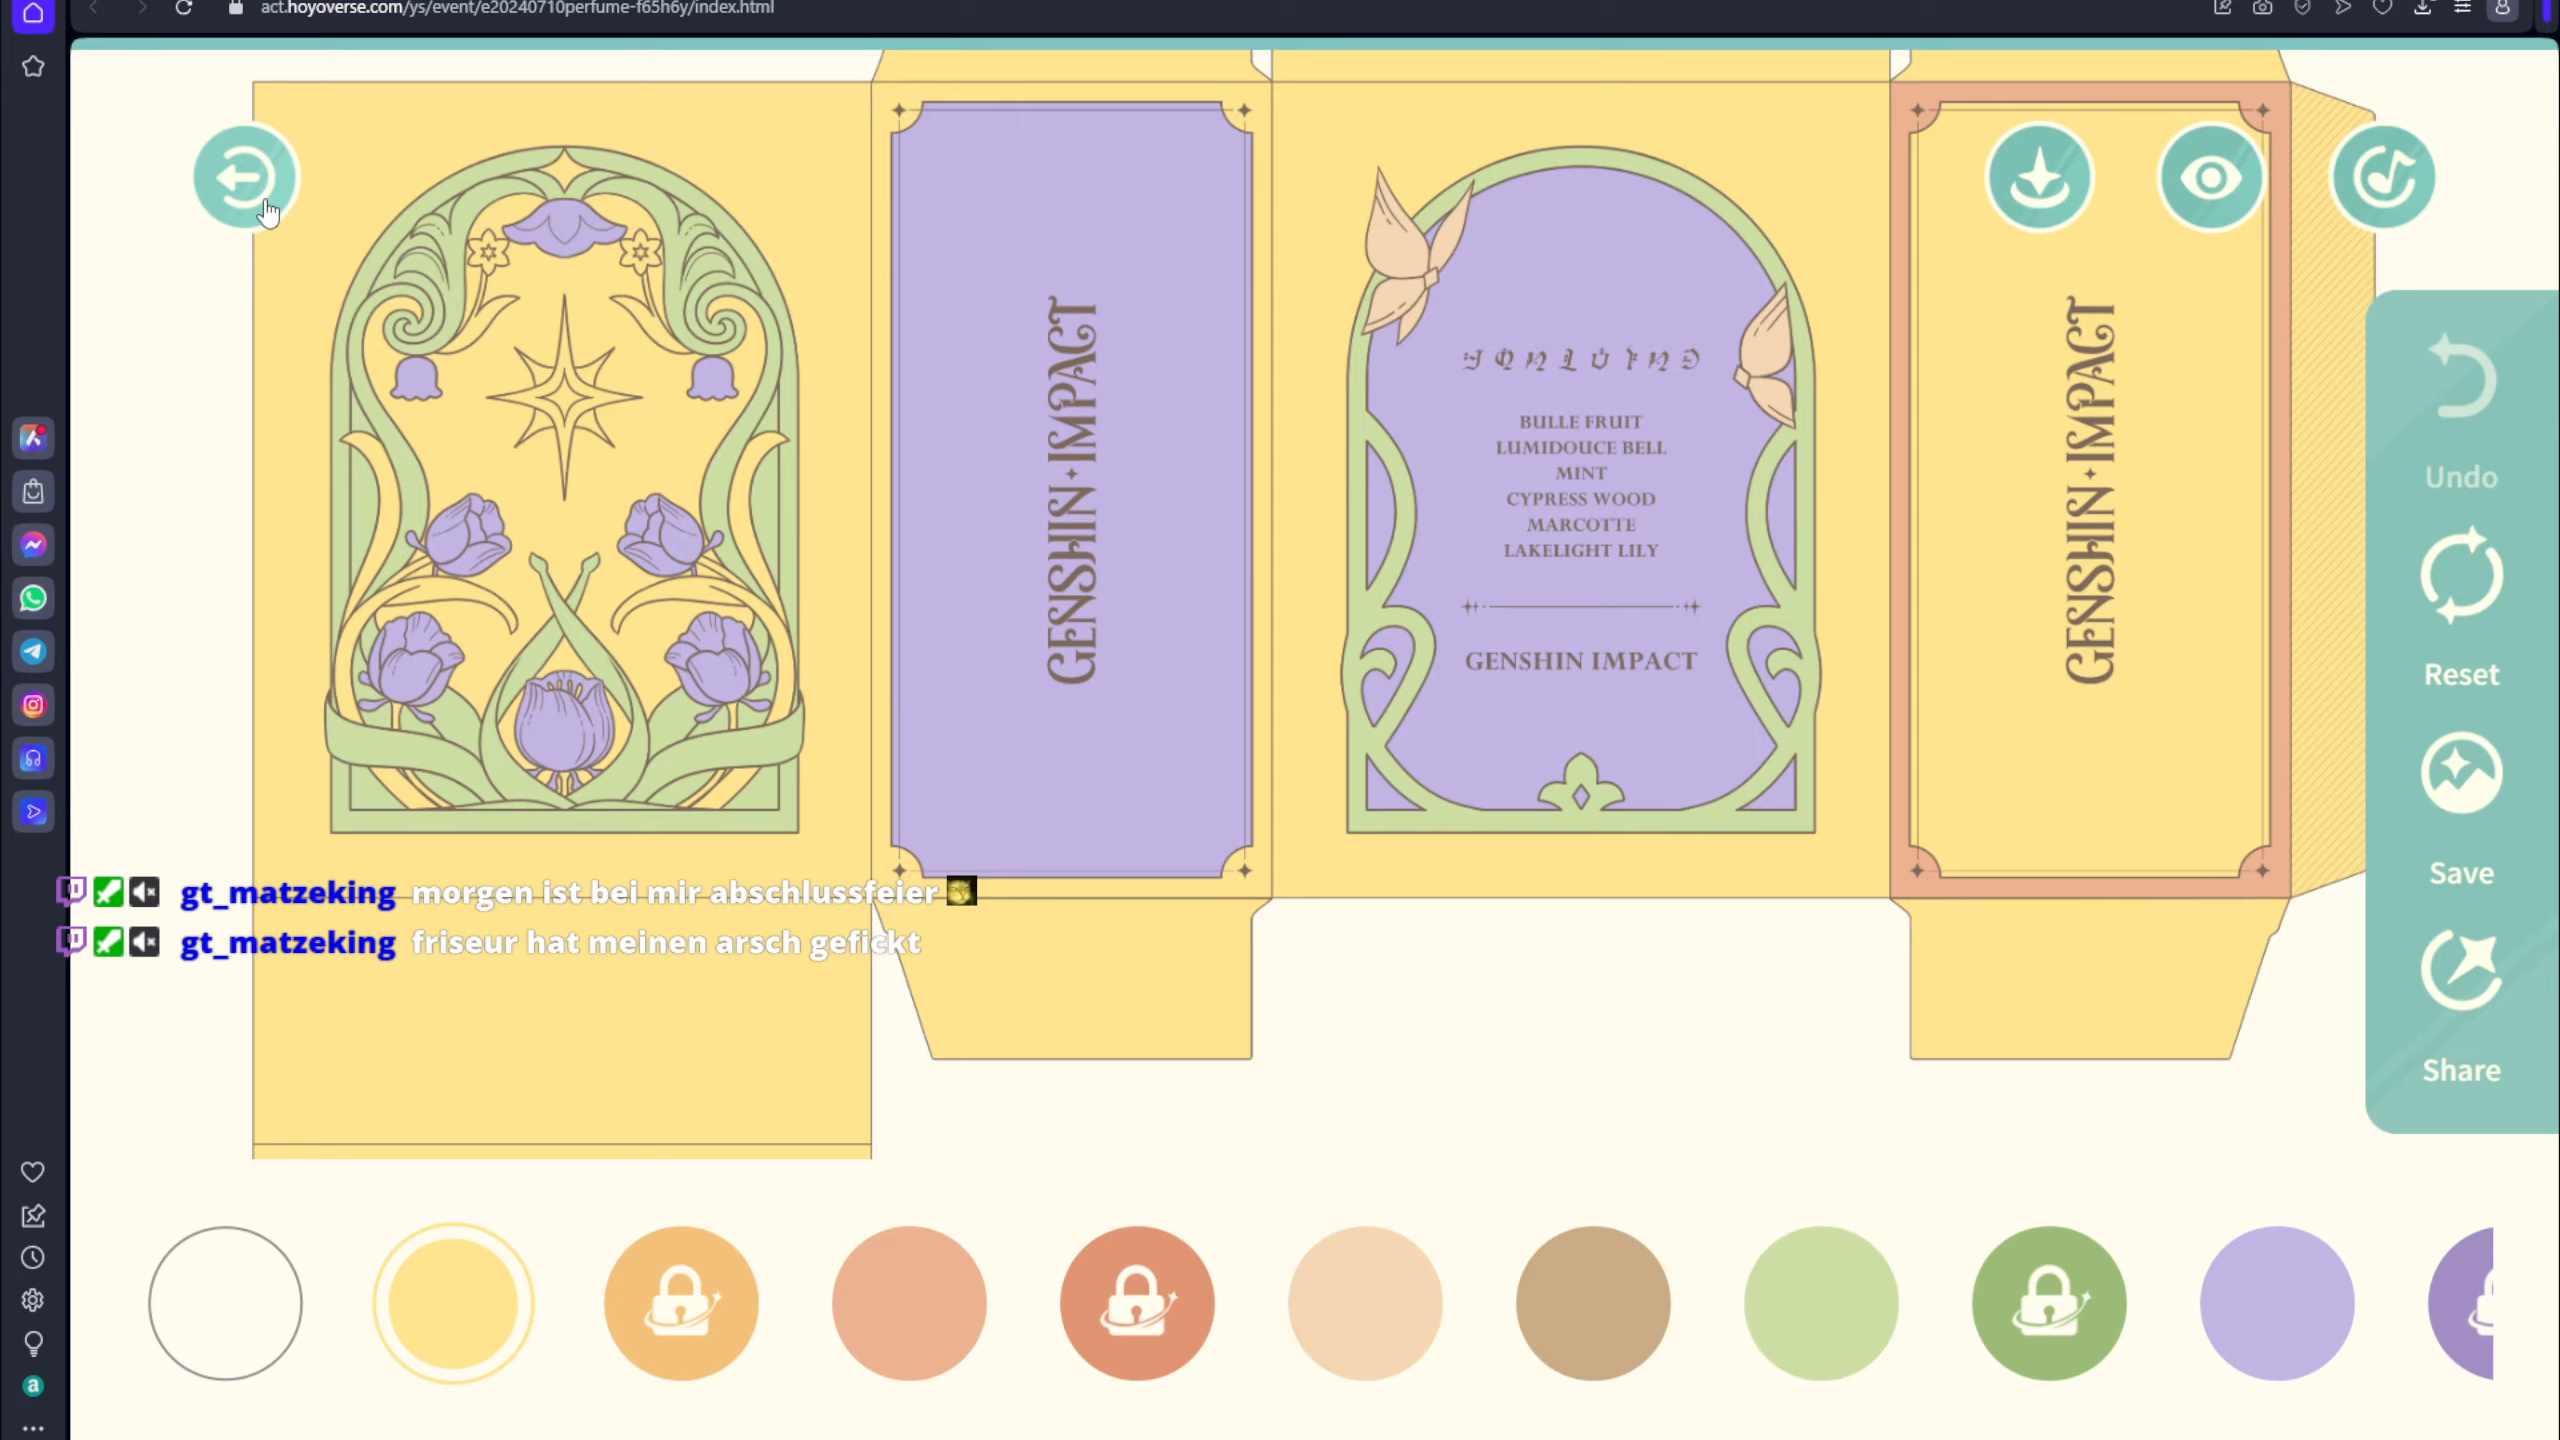 act.hoyoverse.com/ys/event/e20240710perfume-f65h6y/index.html
GENSHIN IMPACT
BULLE FRUIT
LUMIDOUCE BELL
MINT
CYPRESS WOOD
MARCOTTE
LAKELIGHT LILY
GENSHIN IMPACT
GENSHIN IMPACT
Undo
Reset
Save
Share
gt_matzeking morgen ist bei mir abschlussfeier
gt_matzeking friseur hat meinen arsch gefickt